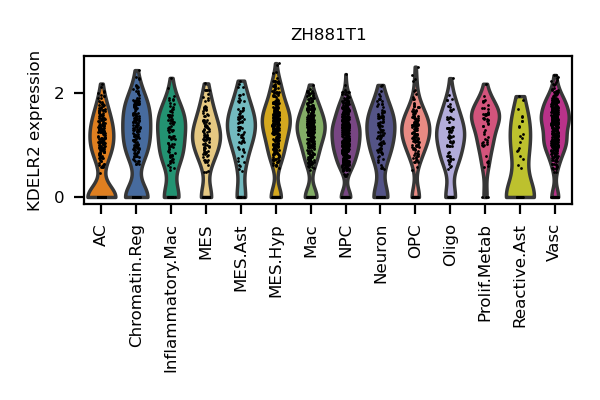 ZH881T1
KDELR2 expression
2
0
AC
Chromatin.Reg
Inflammatory.Mac
MES
MES.Ast
MES.Hyp
Mac
NPC
Neuron
OPC
Oligo
Prolif.Metab
Reactive.Ast
Vasc